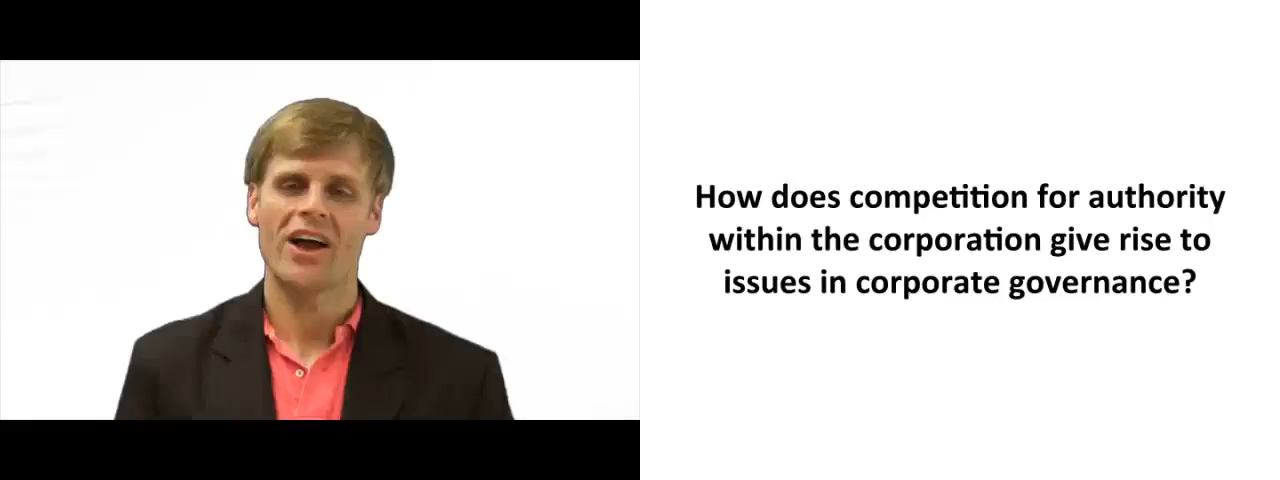 How does competition for authority
within the corporation give rise to
issues in corporate governance?